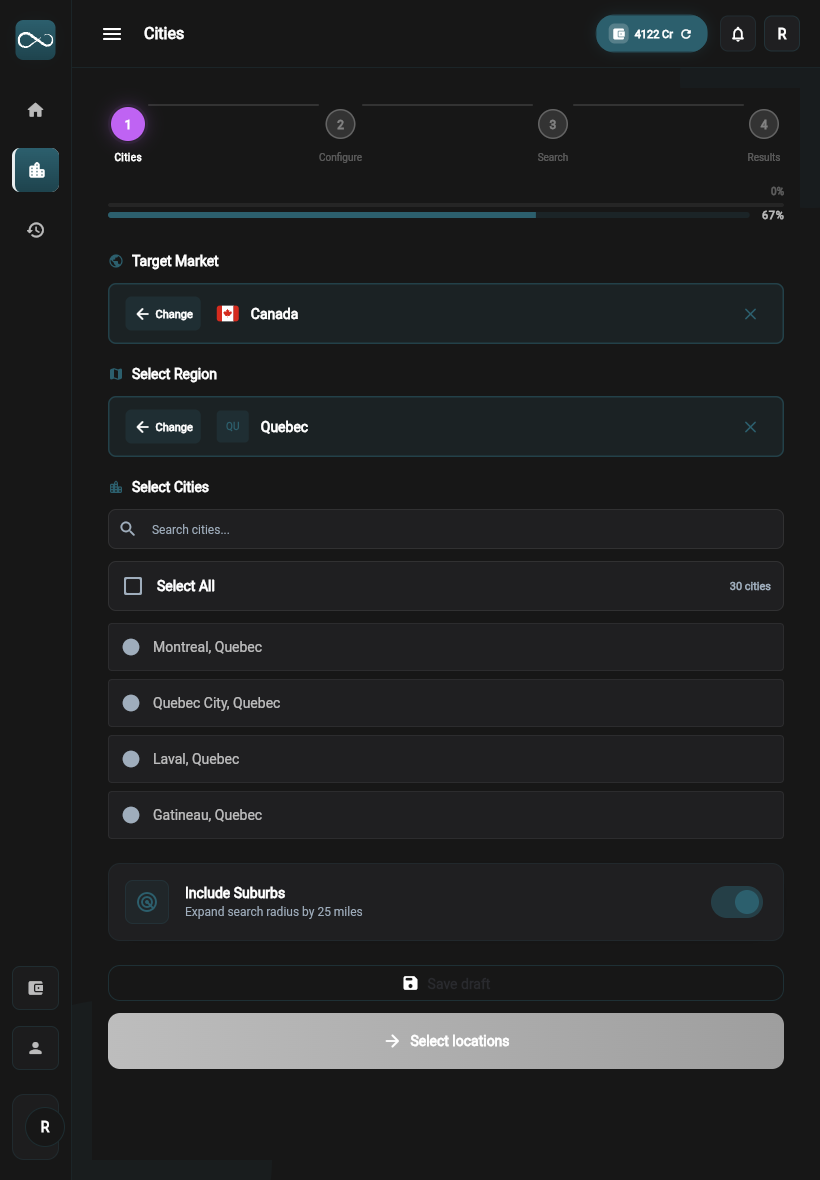 Cities
4122 Cr
R
1
2
3
4
Cities
Configure
Search
Results
0%
67%
Target Market
Change
Canada
Select Region
Change
QU
Quebec
Select Cities
Search cities...
Select All
30 cities
Montreal, Quebec
Quebec City, Quebec
Laval, Quebec
Gatineau, Quebec
Include Suburbs
Expand search radius by 25 miles
Save draft
Select locations
R